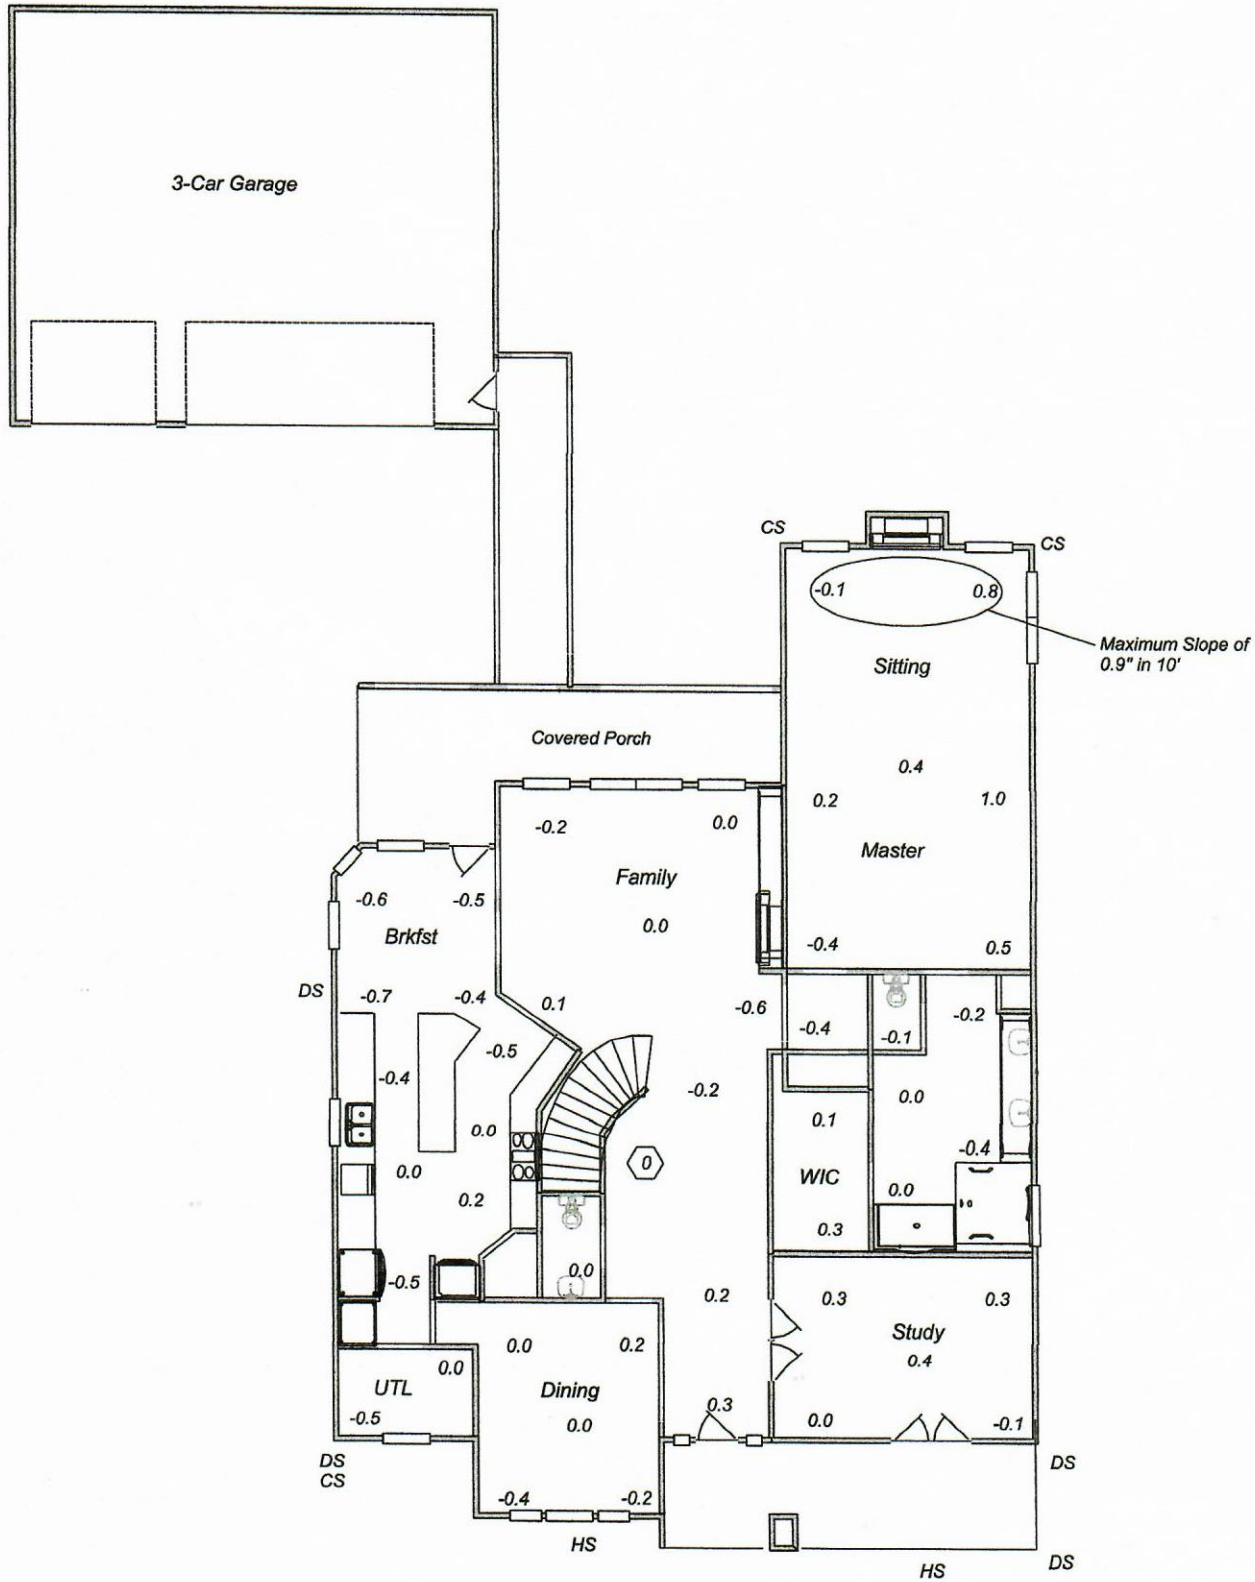 3-Car Garage
CS
CS
-0.1
0.8
Maximum Slope of
0.9" in 10'
Sitting
Covered Porch
0.4
0.2
1.0
-0.2
0.0
Master
Family
-0.6
-0.5
0.0
Brkfst
-0.4
0.5
DS
-0.7
-0.4
0.1
-0.6
-0.4
-0.1
-0.2
-0.5
-0.4
-0.2
0.0
0.1
0.0
-0.4
0
0.0
WIC
0.2
0.0
0.3
0.0
-0.5
0.2
0.3
0.3
Study
0.4
0.0
0.2
0.0
UTL
Dining
0.3
-0.5
0.0
0.0
-0.1
DS
CS
DS
-0.4
-0.2
HS
HS
DS